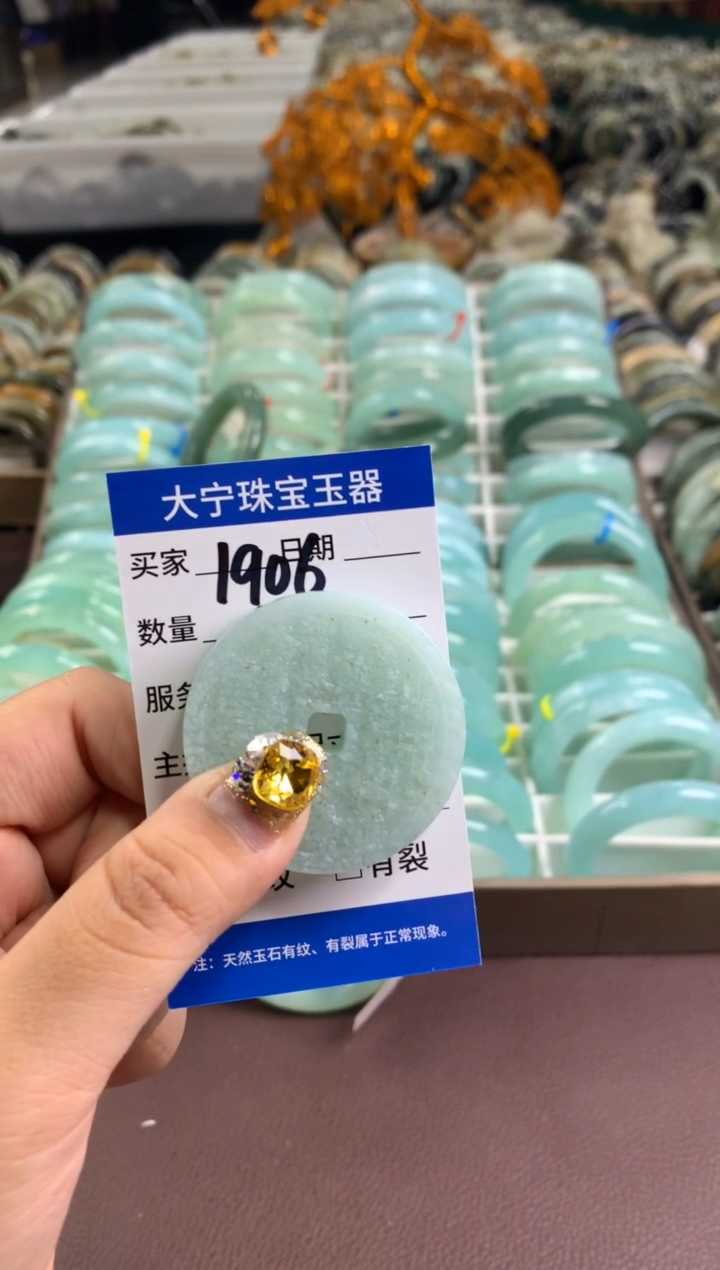 大宁珠宝玉器
买家 1906 日期
数量
服务
主
有裂
注：天然玉石有纹、有裂属于正常现象。